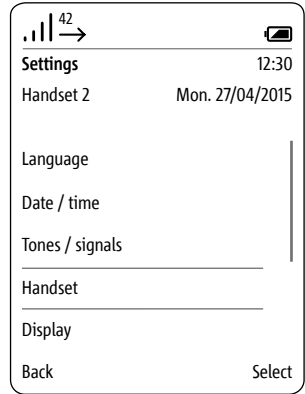 42
Settings 12:30
Handset 2 Mon. 27/04/2015
Language
Date / time
Tones / signals
Handset
Display
Back Select